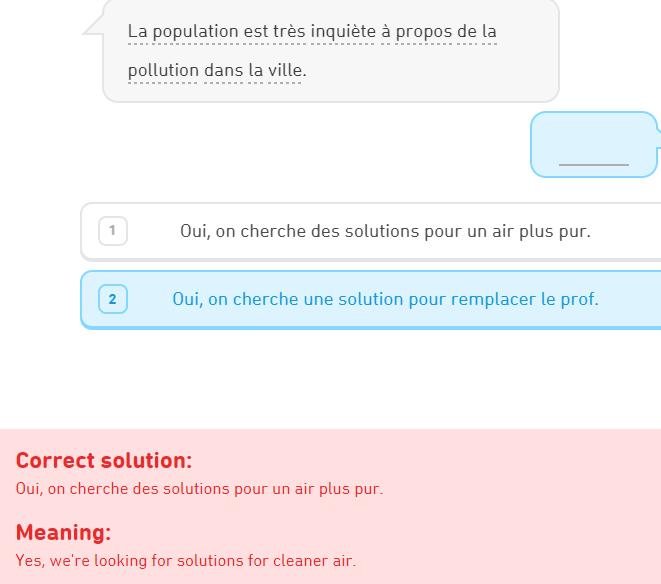 La population est très inquiète à propos de la
pollution dans la ville.
1 Oui, on cherche des solutions pour un air plus pur.
2 Oui, on cherche une solution pour remplacer le prof.
Correct solution:
Oui, on cherche des solutions pour un air plus pur.
Meaning:
Yes, we're looking for solutions for cleaner air.